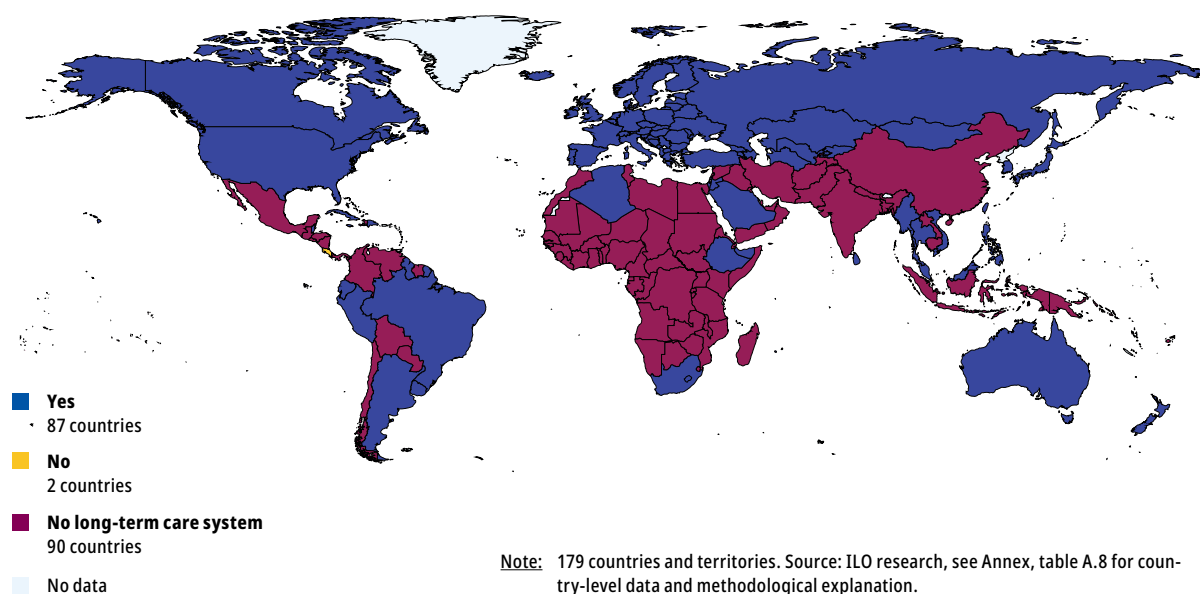 Yes
87 countries
No
2 countries
No long-term care system
90 countries
No data
Note: 179 countries and territories. Source: ILO research, see Annex, table A.8 for coun-
try-level data and methodological explanation.